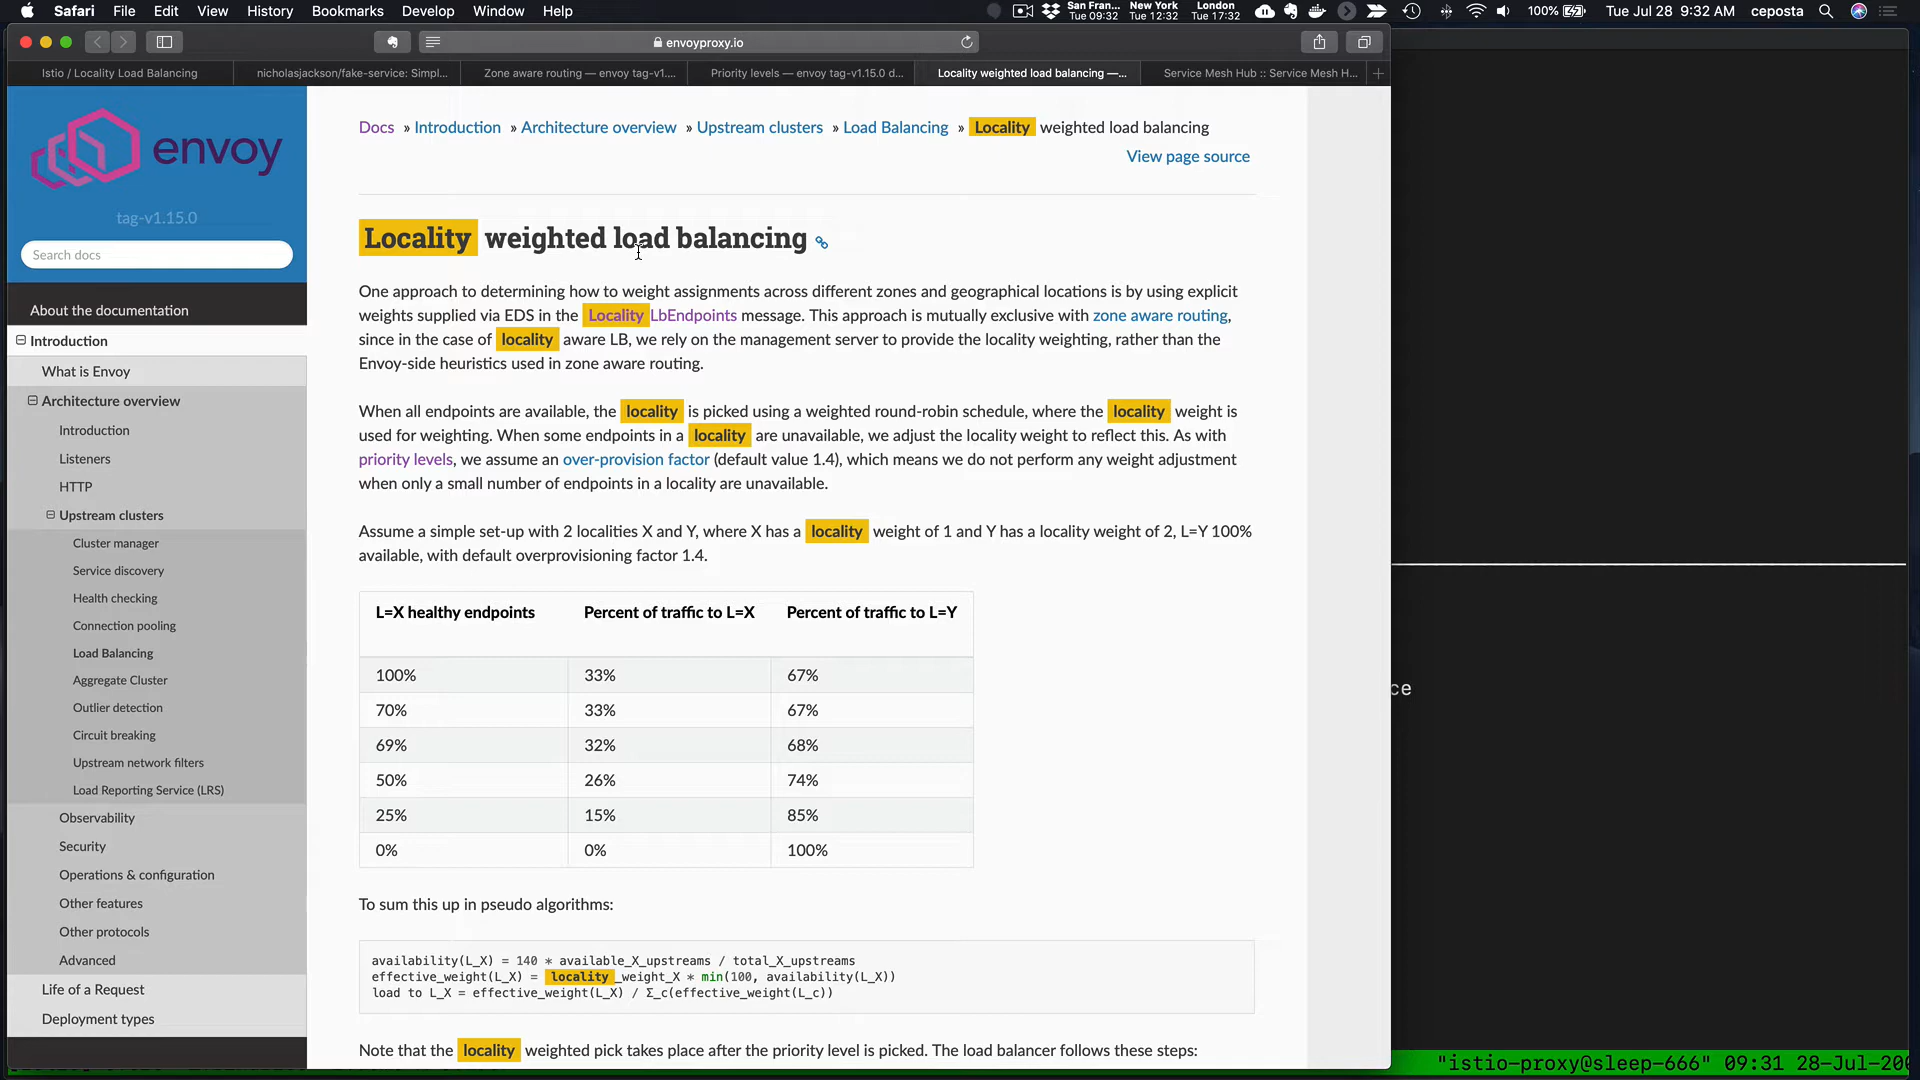 Safari File Edit View History Bookmarks Develop Window Help
San Fran... Tue 09:32 New York Tue 12:32 London Tue 17:32 100% Tue Jul 28 9:32 AM ceposta
envoyproxy.io
Istio / Locality Load Balancing
nicholasjackson/fake-service: Simpl...
Zone aware routing — envoy tag-v1....
Priority levels — envoy tag-v1.15.0 d...
Locality weighted load balancing —...
Service Mesh Hub :: Service Mesh H...
envoy
tag-v1.15.0
Search docs
About the documentation
Introduction
What is Envoy
Architecture overview
Introduction
Listeners
HTTP
Upstream clusters
Cluster manager
Service discovery
Health checking
Connection pooling
Load Balancing
Aggregate Cluster
Outlier detection
Circuit breaking
Upstream network filters
Load Reporting Service (LRS)
Observability
Security
Operations & configuration
Other features
Other protocols
Advanced
Life of a Request
Deployment types
Docs » Introduction » Architecture overview » Upstream clusters » Load Balancing » Locality weighted load balancing
View page source
Locality weighted load balancing
One approach to determining how to weight assignments across different zones and geographical locations is by using explicit
weights supplied via EDS in the LocalityLbEndpoints message. This approach is mutually exclusive with zone aware routing,
since in the case of locality aware LB, we rely on the management server to provide the locality weighting, rather than the
Envoy-side heuristics used in zone aware routing.
When all endpoints are available, the locality is picked using a weighted round-robin schedule, where the locality weight is
used for weighting. When some endpoints in a locality are unavailable, we adjust the locality weight to reflect this. As with
priority levels, we assume an over-provision factor (default value 1.4), which means we do not perform any weight adjustment
when only a small number of endpoints in a locality are unavailable.
Assume a simple set-up with 2 localities X and Y, where X has a locality weight of 1 and Y has a locality weight of 2, L=Y 100%
available, with default overprovisioning factor 1.4.
L=X healthy endpoints Percent of traffic to L=X Percent of traffic to L=Y
100% 33% 67%
70% 33% 67%
69% 32% 68%
50% 26% 74%
25% 15% 85%
0% 0% 100%
To sum this up in pseudo algorithms:
availability(L_X) = 140 * available_X_upstreams / total_X_upstreams
effective_weight(L_X) = locality_weight_X * min(100, availability(L_X))
load to L_X = effective_weight(L_X) / Σ_c(effective_weight(L_c))
Note that the locality weighted pick takes place after the priority level is picked. The load balancer follows these steps:
ce
"istio-proxy@sleep-666" 09:31 28-Jul-20